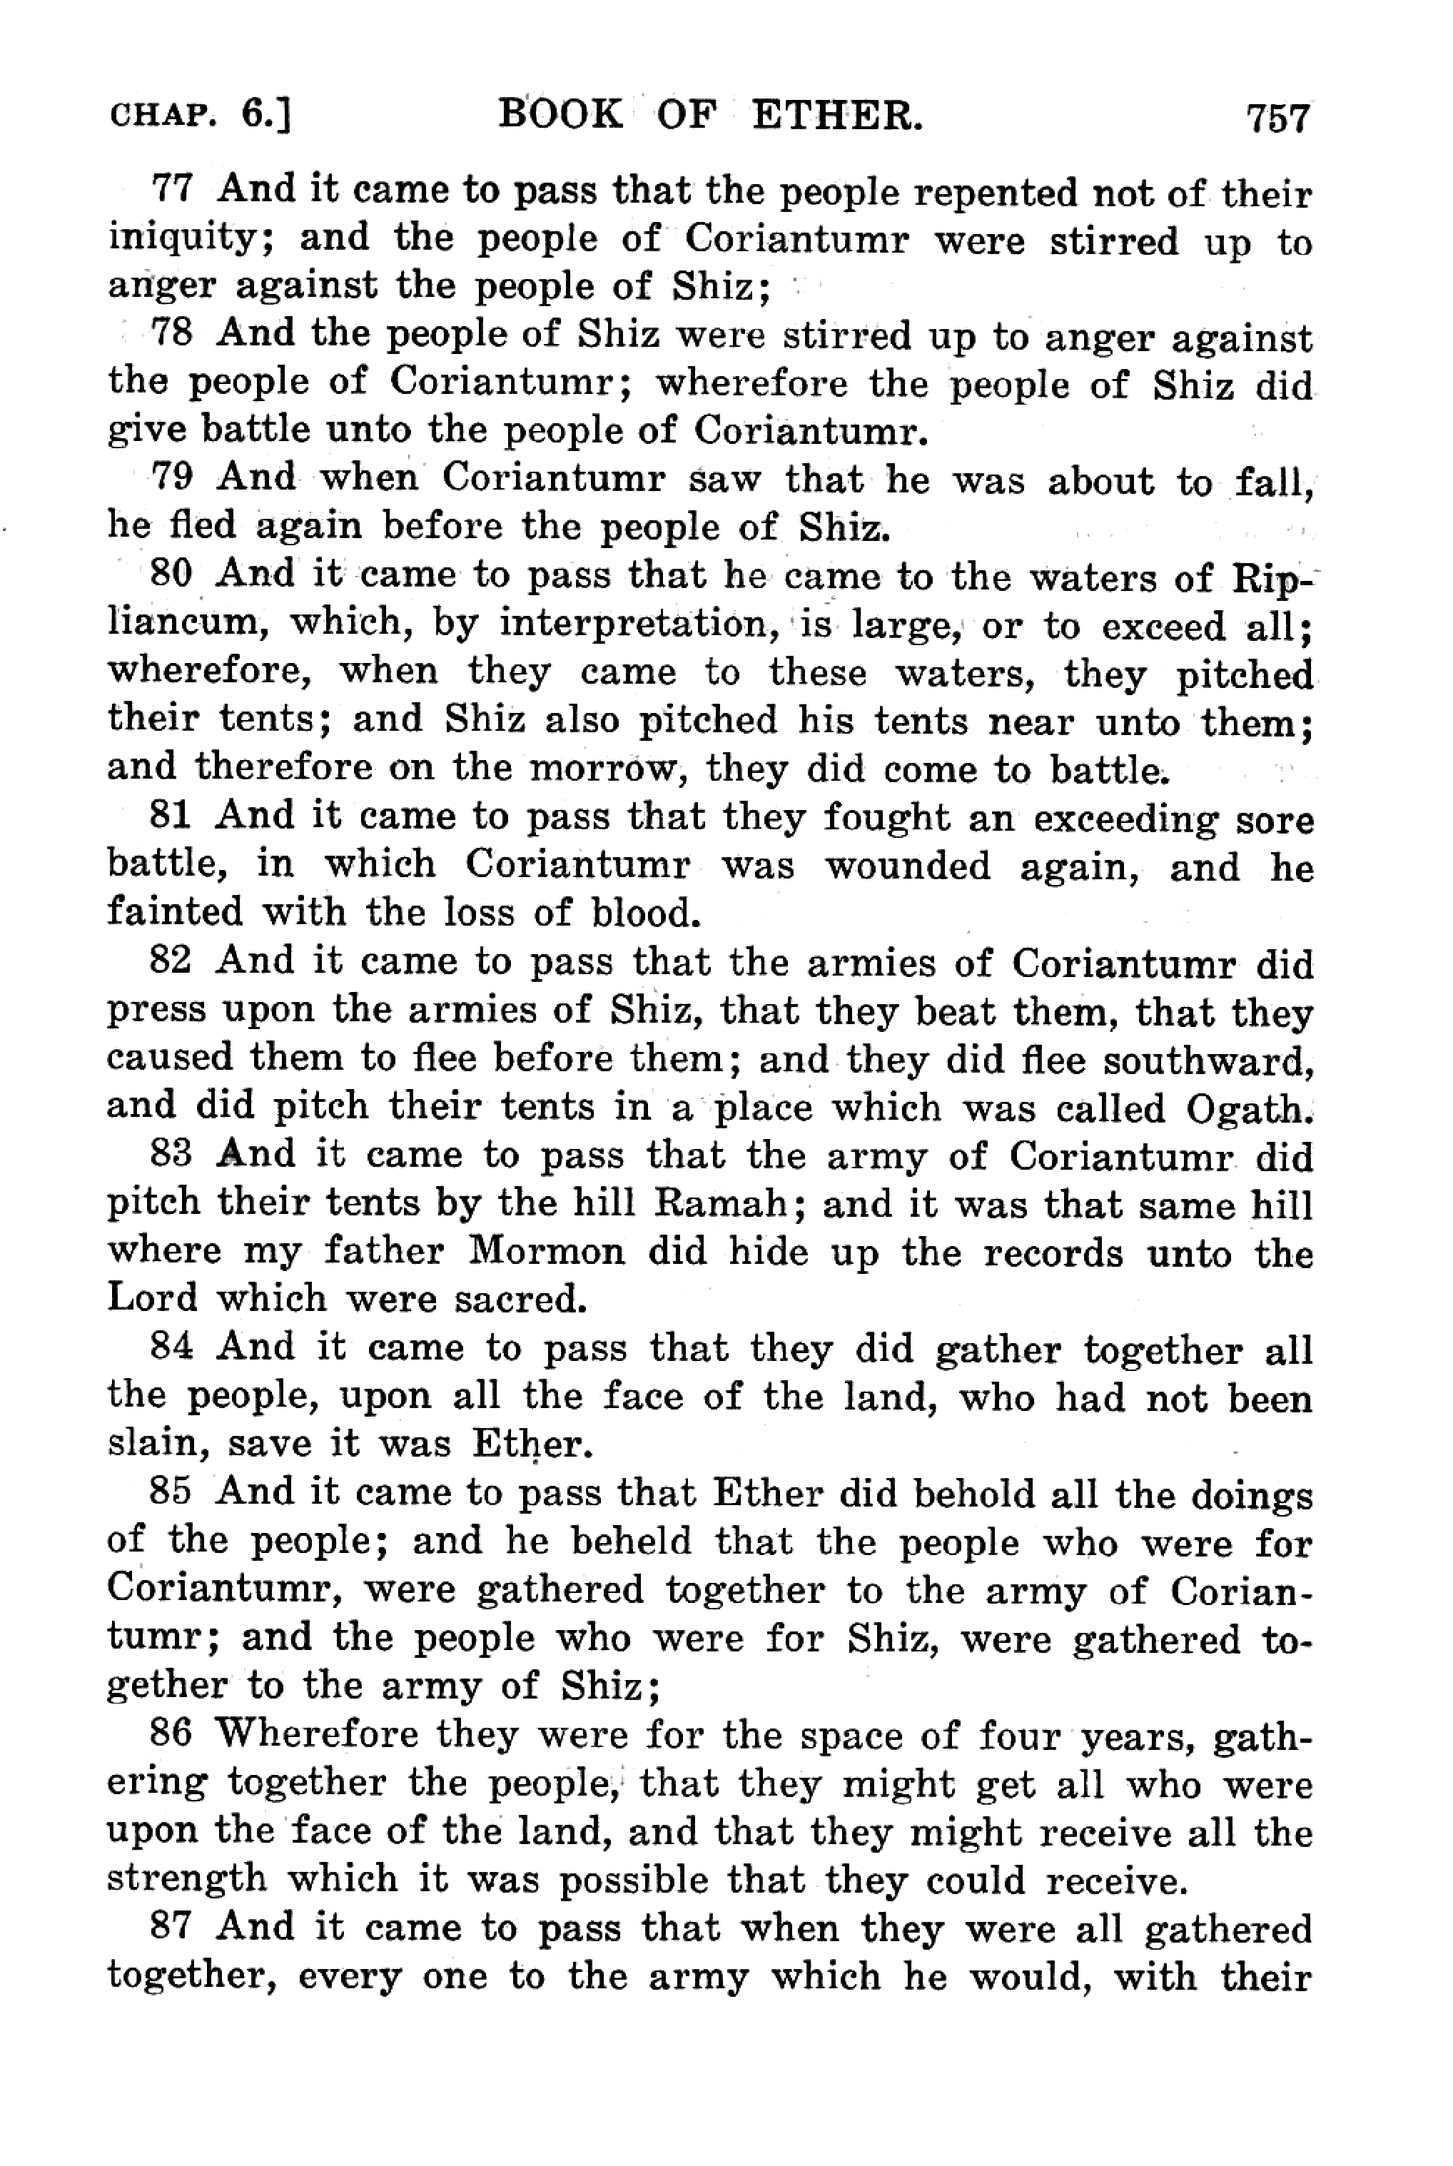 CHAP. 6.] BOOK OF ETHER. 757
77 And it came to pass that the people repented not of their
iniquity; and the people of Coriantumr were stirred up to
anger against the people of Shiz;
78 And the people of Shiz were stirred up to anger against
the people of Coriantumr; wherefore the people of Shiz did
give battle unto the people of Coriantumr.
79 And when Coriantumr saw that he was about to fall,
he fled again before the people of Shiz.
80 And it came to pass that he came to the waters of Rip-
liancum, which, by interpretation, is large, or to exceed all;
wherefore, when they came to these waters, they pitched
their tents; and Shiz also pitched his tents near unto them;
and therefore on the morrow, they did come to battle.
81 And it came to pass that they fought an exceeding sore
battle, in which Coriantumr was wounded again, and he
fainted with the loss of blood.
82 And it came to pass that the armies of Coriantumr did
press upon the armies of Shiz, that they beat them, that they
caused them to flee before them; and they did flee southward,
and did pitch their tents in a place which was called Ogath.
83 And it came to pass that the army of Coriantumr did
pitch their tents by the hill Ramah; and it was that same hill
where my father Mormon did hide up the records unto the
Lord which were sacred.
84 And it came to pass that they did gather together all
the people, upon all the face of the land, who had not been
slain, save it was Ether.
85 And it came to pass that Ether did behold all the doings
of the people; and he beheld that the people who were for
Coriantumr, were gathered together to the army of Corian-
tumr; and the people who were for Shiz, were gathered to-
gether to the army of Shiz;
86 Wherefore they were for the space of four years, gath-
ering together the people, that they might get all who were
upon the face of the land, and that they might receive all the
strength which it was possible that they could receive.
87 And it came to pass that when they were all gathered
together, every one to the army which he would, with their